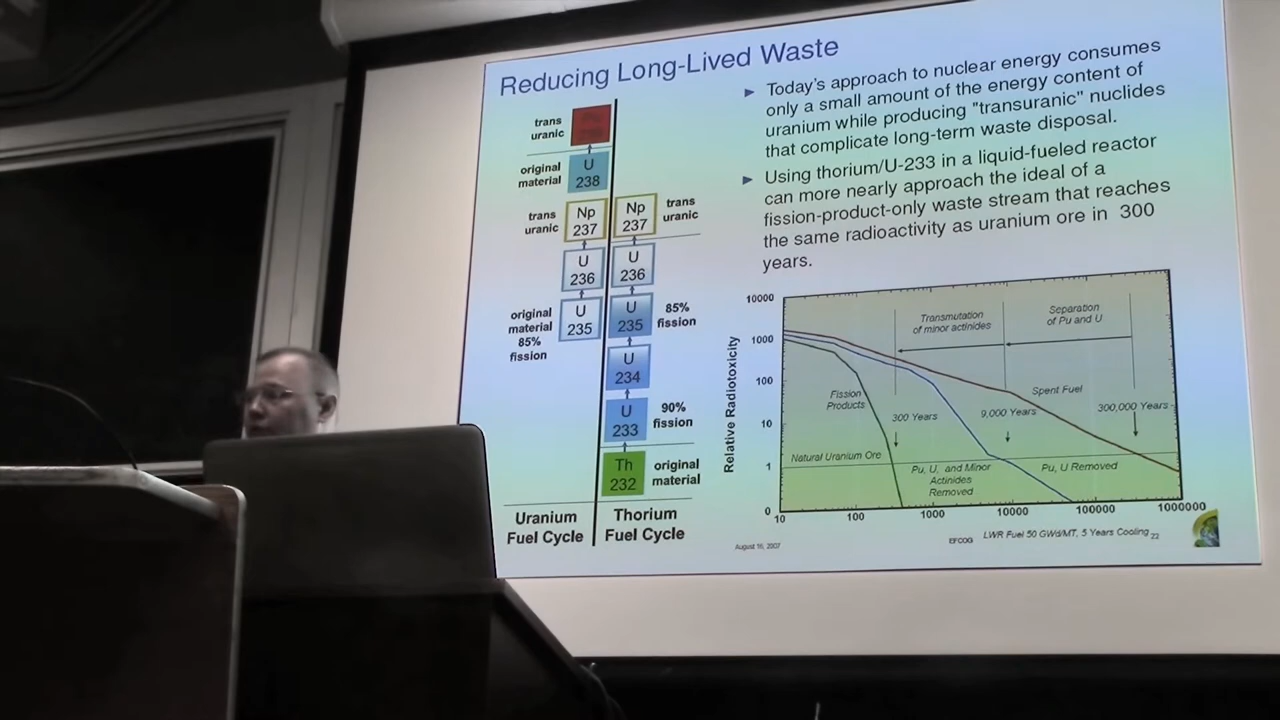 Reducing Long-Lived Waste
► Today's approach to nuclear energy consumes
only a small amount of the energy content of
uranium while producing "transuranic" nuclides
that complicate long-term waste disposal.
► Using thorium/U-233 in a liquid-fueled reactor
can more nearly approach the ideal of a
fission-product-only waste stream that reaches
the same radioactivity as uranium ore in 300
years.
trans
uranic
original
material
U
238
trans
uranic
Np
237
Np
237
trans
uranic
U
236
U
236
original
material
85%
fission
U
235
U
235
85%
fission
U
234
U
233
90%
fission
Th
232
original
material
Uranium
Fuel Cycle
Thorium
Fuel Cycle
Relative Radiotoxicity
10000
1000
100
10
1
0
10
100
1000
10000
100000
1000000
Transmutation
of minor actinides
Separation
of Pu and U
Fission
Products
Spent Fuel
300 Years
9,000 Years
300,000 Years
Natural Uranium Ore
Pu, U, and Minor
Actinides
Removed
Pu, U Removed
August 16, 2007
EFCOG
LWR Fuel 50 GWd/MT, 5 Years Cooling
22